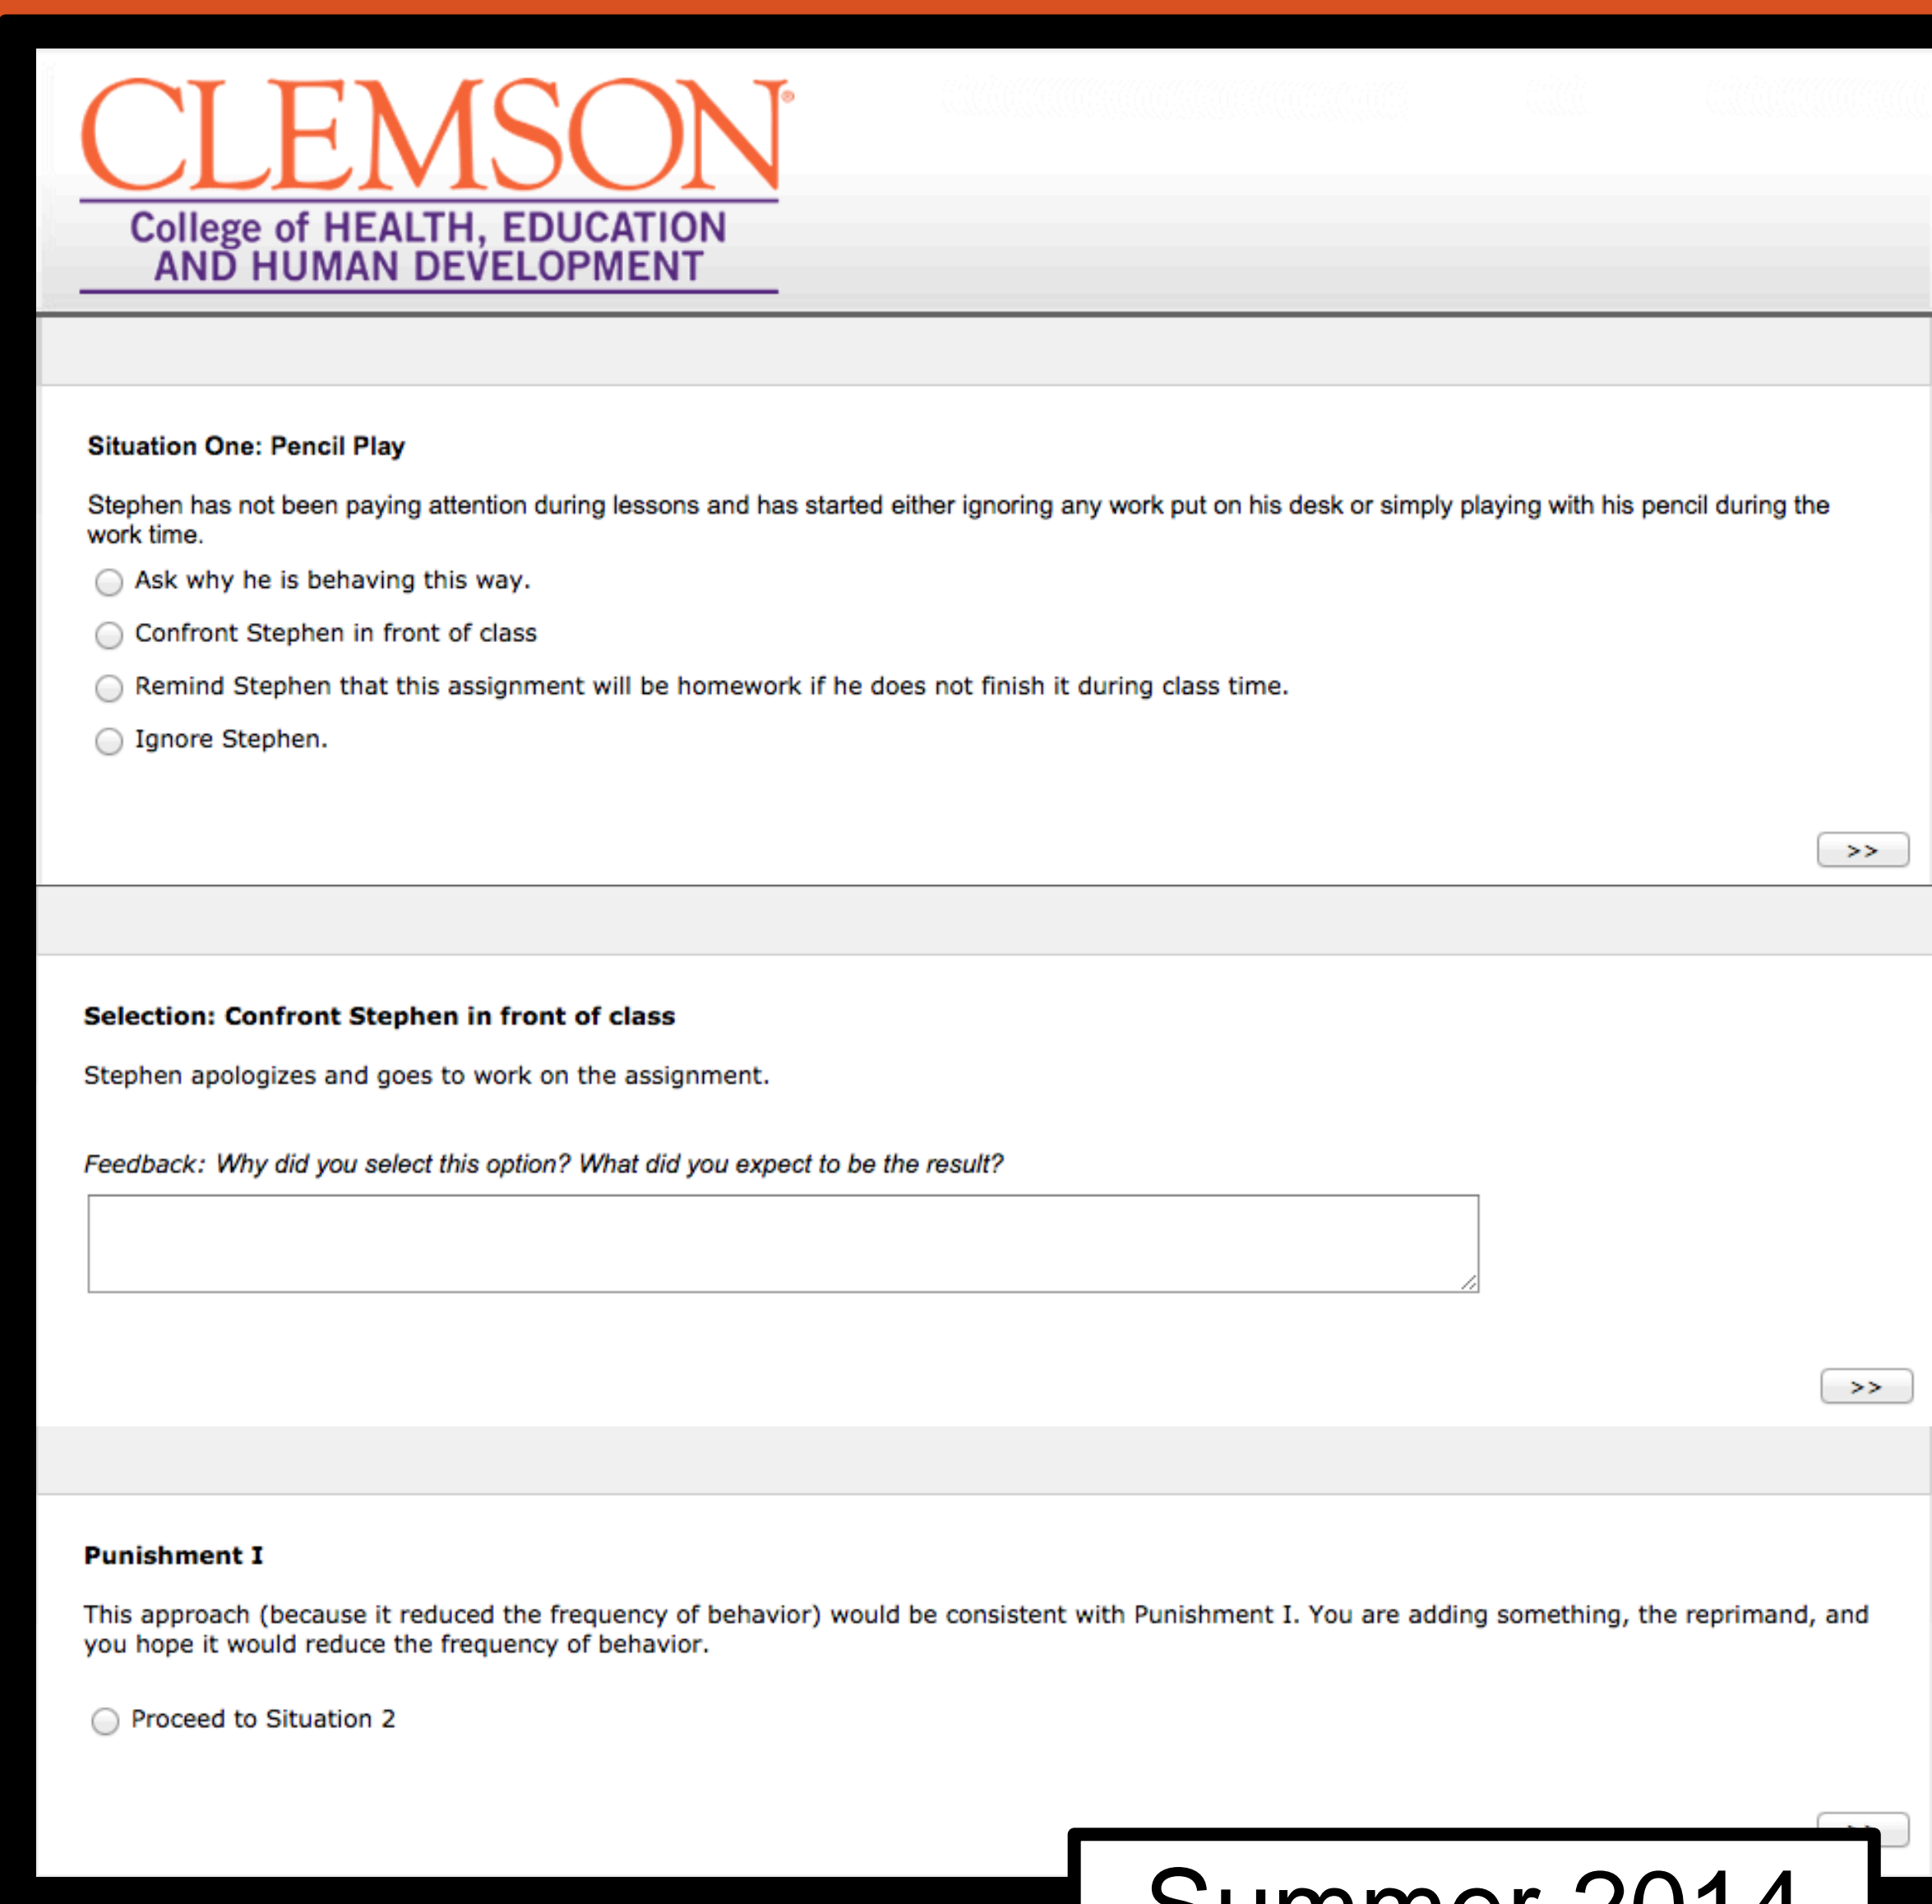 CLEMSON®
College of HEALTH, EDUCATION
AND HUMAN DEVELOPMENT
Situation One: Pencil Play
Stephen has not been paying attention during lessons and has started either ignoring any work put on his desk or simply playing with his pencil during the
work time.
Ask why he is behaving this way.
Confront Stephen in front of class
Remind Stephen that this assignment will be homework if he does not finish it during class time.
Ignore Stephen.
>>
Selection: Confront Stephen in front of class
Stephen apologizes and goes to work on the assignment.
Feedback: Why did you select this option? What did you expect to be the result?
>>
Punishment I
This approach (because it reduced the frequency of behavior) would be consistent with Punishment I. You are adding something, the reprimand, and
you hope it would reduce the frequency of behavior.
Proceed to Situation 2
Summer 2014